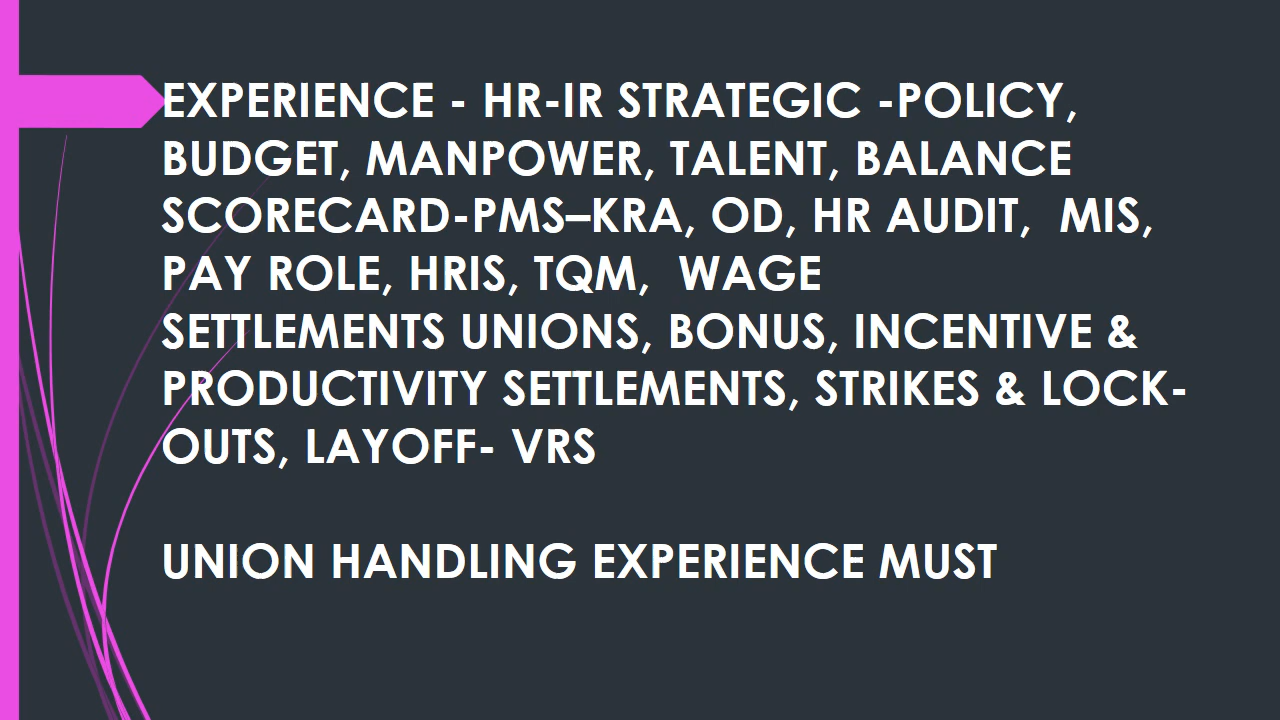 EXPERIENCE - HR-IR STRATEGIC -POLICY,
BUDGET, MANPOWER, TALENT, BALANCE
SCORECARD-PMS–KRA, OD, HR AUDIT,  MIS,
PAY ROLE, HRIS, TQM,  WAGE
SETTLEMENTS UNIONS, BONUS, INCENTIVE &
PRODUCTIVITY SETTLEMENTS, STRIKES & LOCK-
OUTS, LAYOFF- VRS
UNION HANDLING EXPERIENCE MUST